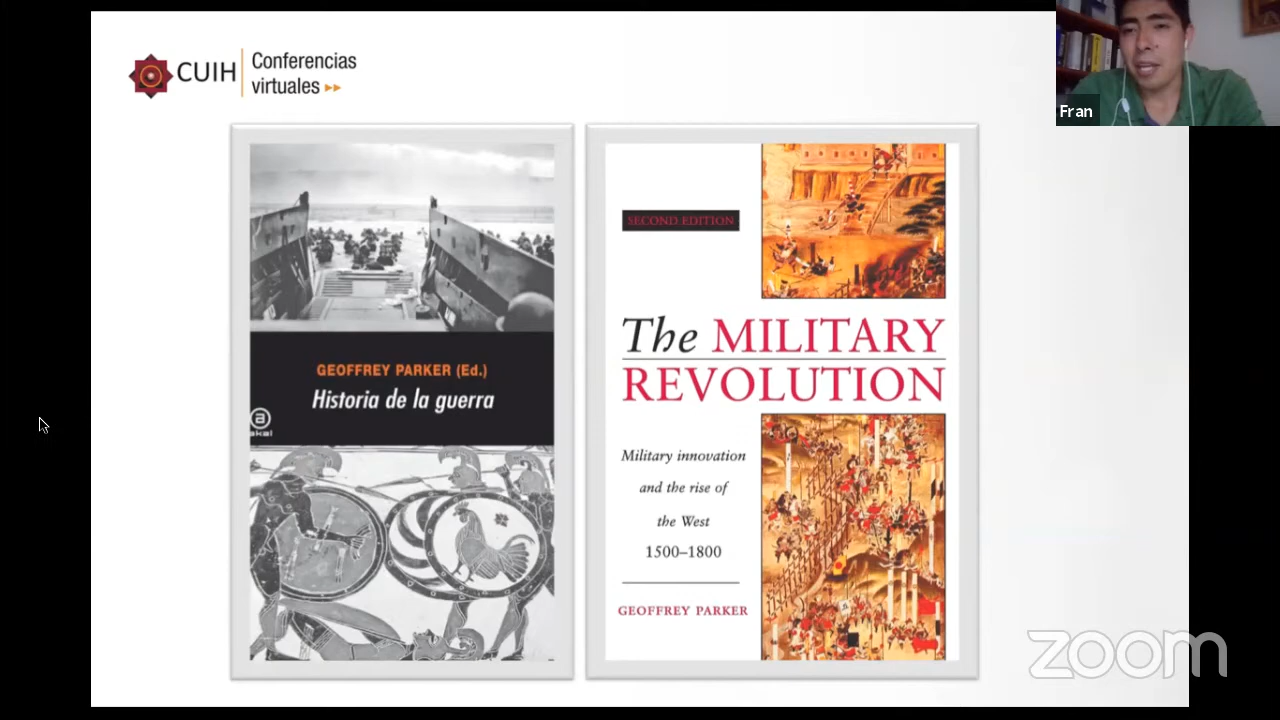 CUIH
Conferencias
virtuales
Fran
GEOFFREY PARKER (Ed.)
Historia de la guerra
akal
SECOND EDITION
The MILITARY
REVOLUTION
Military innovation
and the rise of
the West
1500–1800
GEOFFREY PARKER
zoom